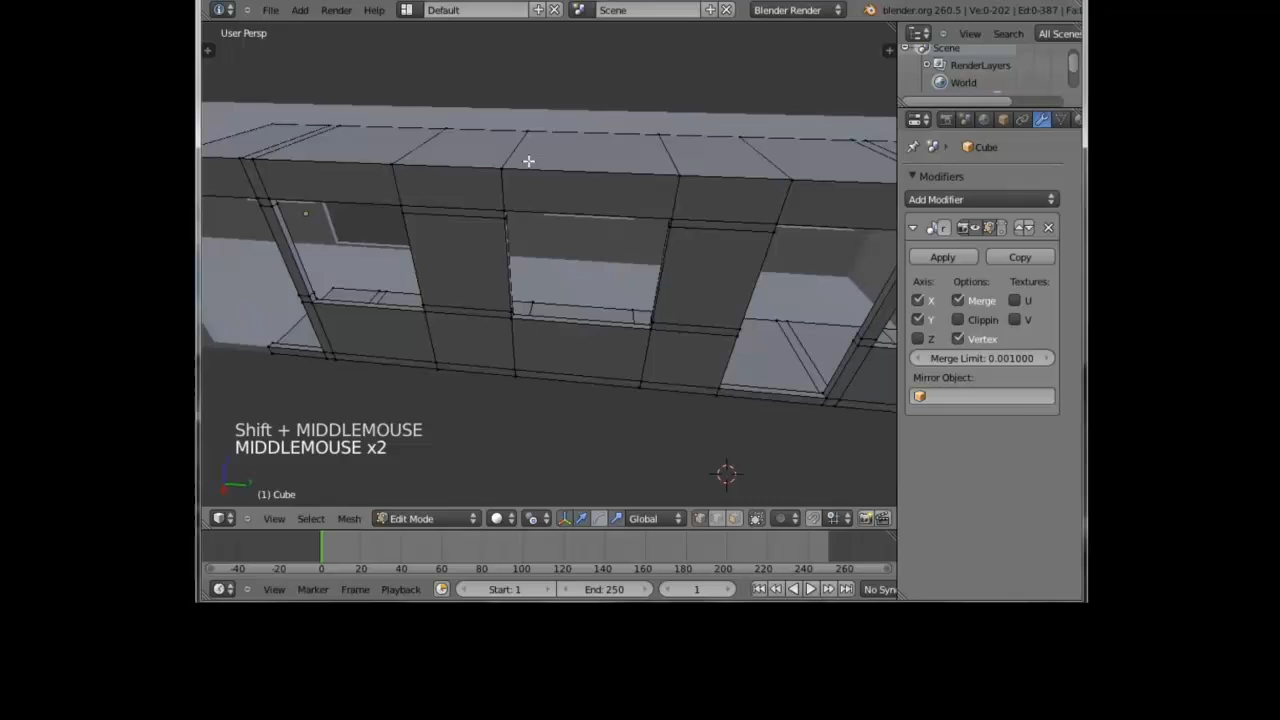 File Add Render Help Default Scene Blender Render blender.org 260.5 | Ve:0-202 | Ed:0-387 | Fa:
User Persp
View Search All Scenes
Scene
RenderLayers
World
Cube
Modifiers
Add Modifier
r
Apply Copy
Axis: Options: Textures:
X Merge U
Y Clippin V
Z Vertex
Merge Limit: 0.001000
Mirror Object:
Shift + MIDDLEMOUSE
MIDDLEMOUSE x2
(1) Cube
View Select Mesh Edit Mode Global
-40 -20 0 20 40 60 80 100 120 140 160 180 200 220 240 260
View Marker Frame Playback Start: 1 End: 250 1 No Syn